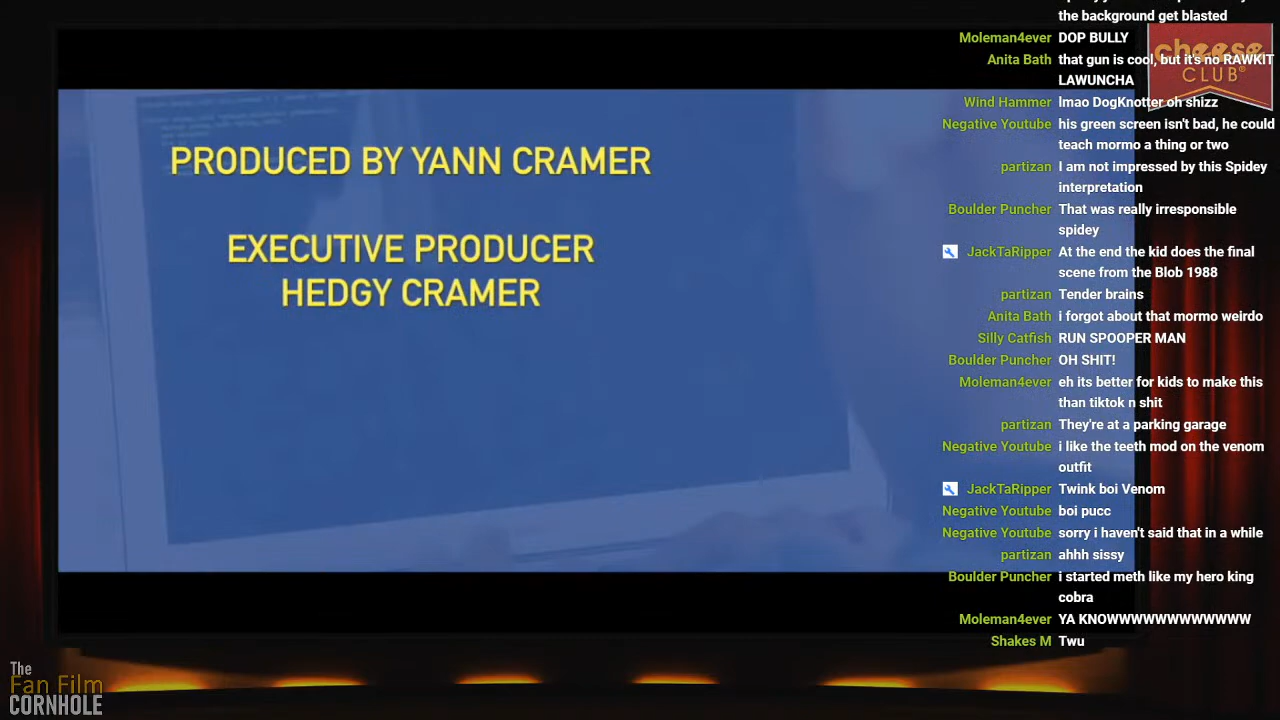 PRODUCED BY YANN CRAMER
EXECUTIVE PRODUCER
HEDGY CRAMER
the background get blasted
Moleman4ever DOP BULLY
Anita Bath that gun is cool, but it's no RAWKIT
LAWUNCHA
Wind Hammer lmao DogKnotter oh shizz
Negative Youtube his green screen isn't bad, he could
teach mormo a thing or two
partizan I am not impressed by this Spidey
interpretation
Boulder Puncher That was really irresponsible
spidey
JackTaRipper At the end the kid does the final
scene from the Blob 1988
partizan Tender brains
Anita Bath i forgot about that mormo weirdo
Silly Catfish RUN SPOOPER MAN
Boulder Puncher OH SHIT!
Moleman4ever eh its better for kids to make this
than tiktok n shit
partizan They're at a parking garage
Negative Youtube i like the teeth mod on the venom
outfit
JackTaRipper Twink boi Venom
Negative Youtube boi pucc
Negative Youtube sorry i haven't said that in a while
partizan ahhh sissy
Boulder Puncher i started meth like my hero king
cobra
Moleman4ever YA KNOWWWWWWWWWWWW
Shakes M Twu
cheese
CLUB®
The
Fan Film
CORNHOLE